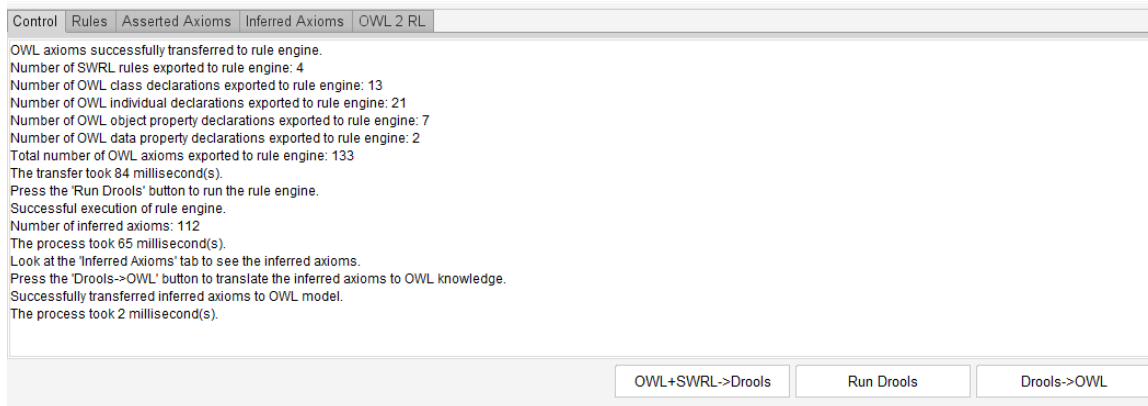 Control Rules Asserted Axioms Inferred Axioms OWL 2 RL
OWL axioms successfully transferred to rule engine.
Number of SWRL rules exported to rule engine: 4
Number of OWL class declarations exported to rule engine: 13
Number of OWL individual declarations exported to rule engine: 21
Number of OWL object property declarations exported to rule engine: 7
Number of OWL data property declarations exported to rule engine: 2
Total number of OWL axioms exported to rule engine: 133
The transfer took 84 millisecond(s).
Press the 'Run Drools' button to run the rule engine.
Successful execution of rule engine.
Number of inferred axioms: 112
The process took 65 millisecond(s).
Look at the 'Inferred Axioms' tab to see the inferred axioms.
Press the 'Drools->OWL' button to translate the inferred axioms to OWL knowledge.
Successfully transferred inferred axioms to OWL model.
The process took 2 millisecond(s).
OWL+SWRL->Drools Run Drools Drools->OWL